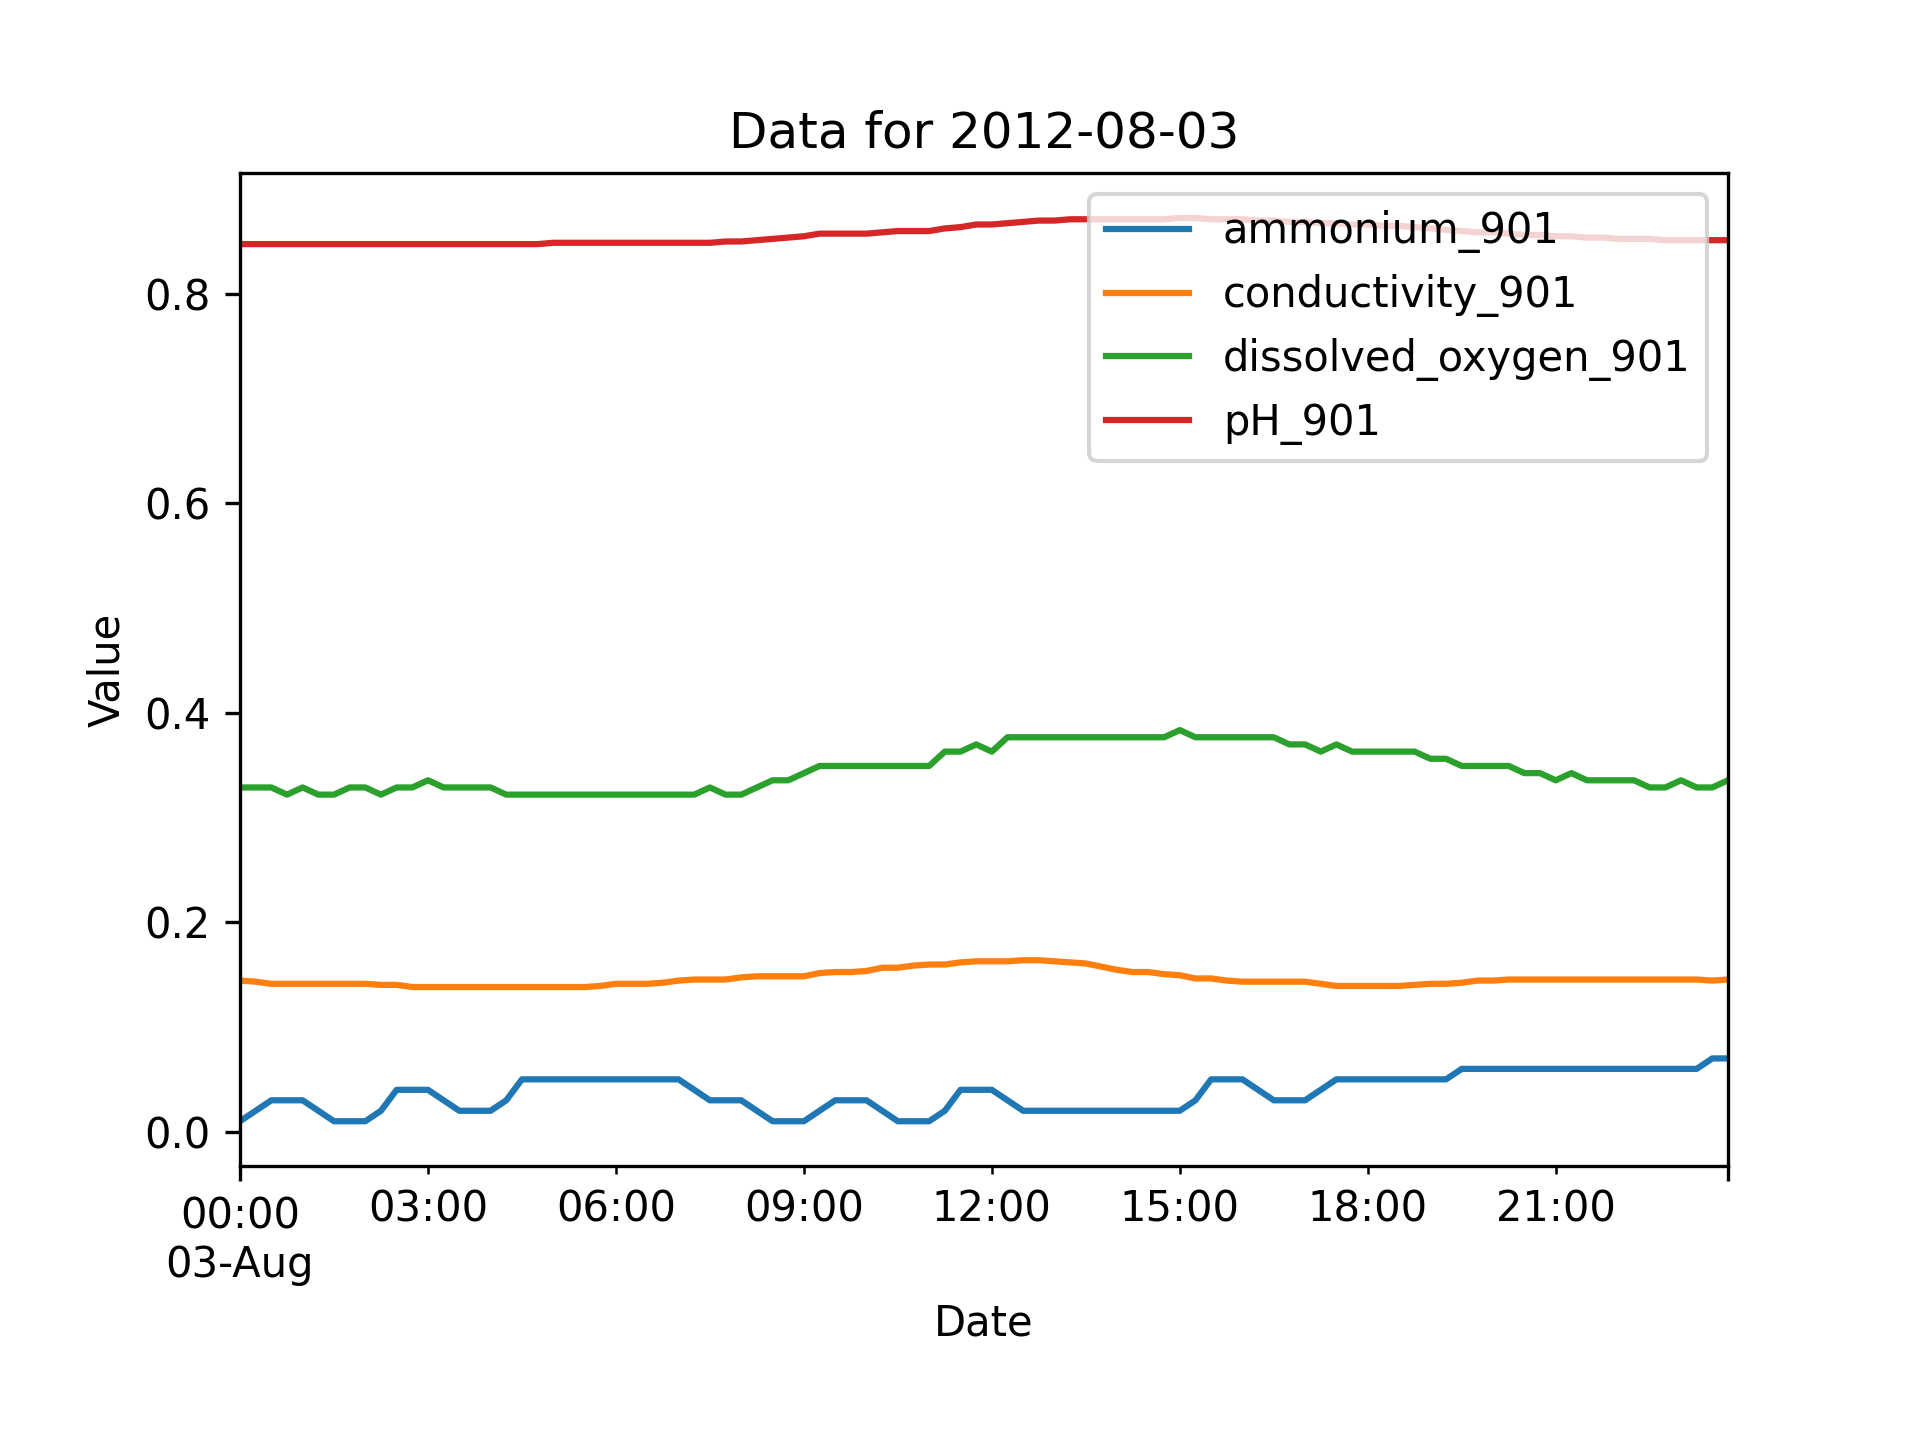 Data for 2012-08-03
ammonium_901
conductivity_901
dissolved_oxygen_901
pH_901
Value
0.8
0.6
0.4
0.2
0.0
00:00 03:00 06:00 09:00 12:00 15:00 18:00 21:00
03-Aug
Date